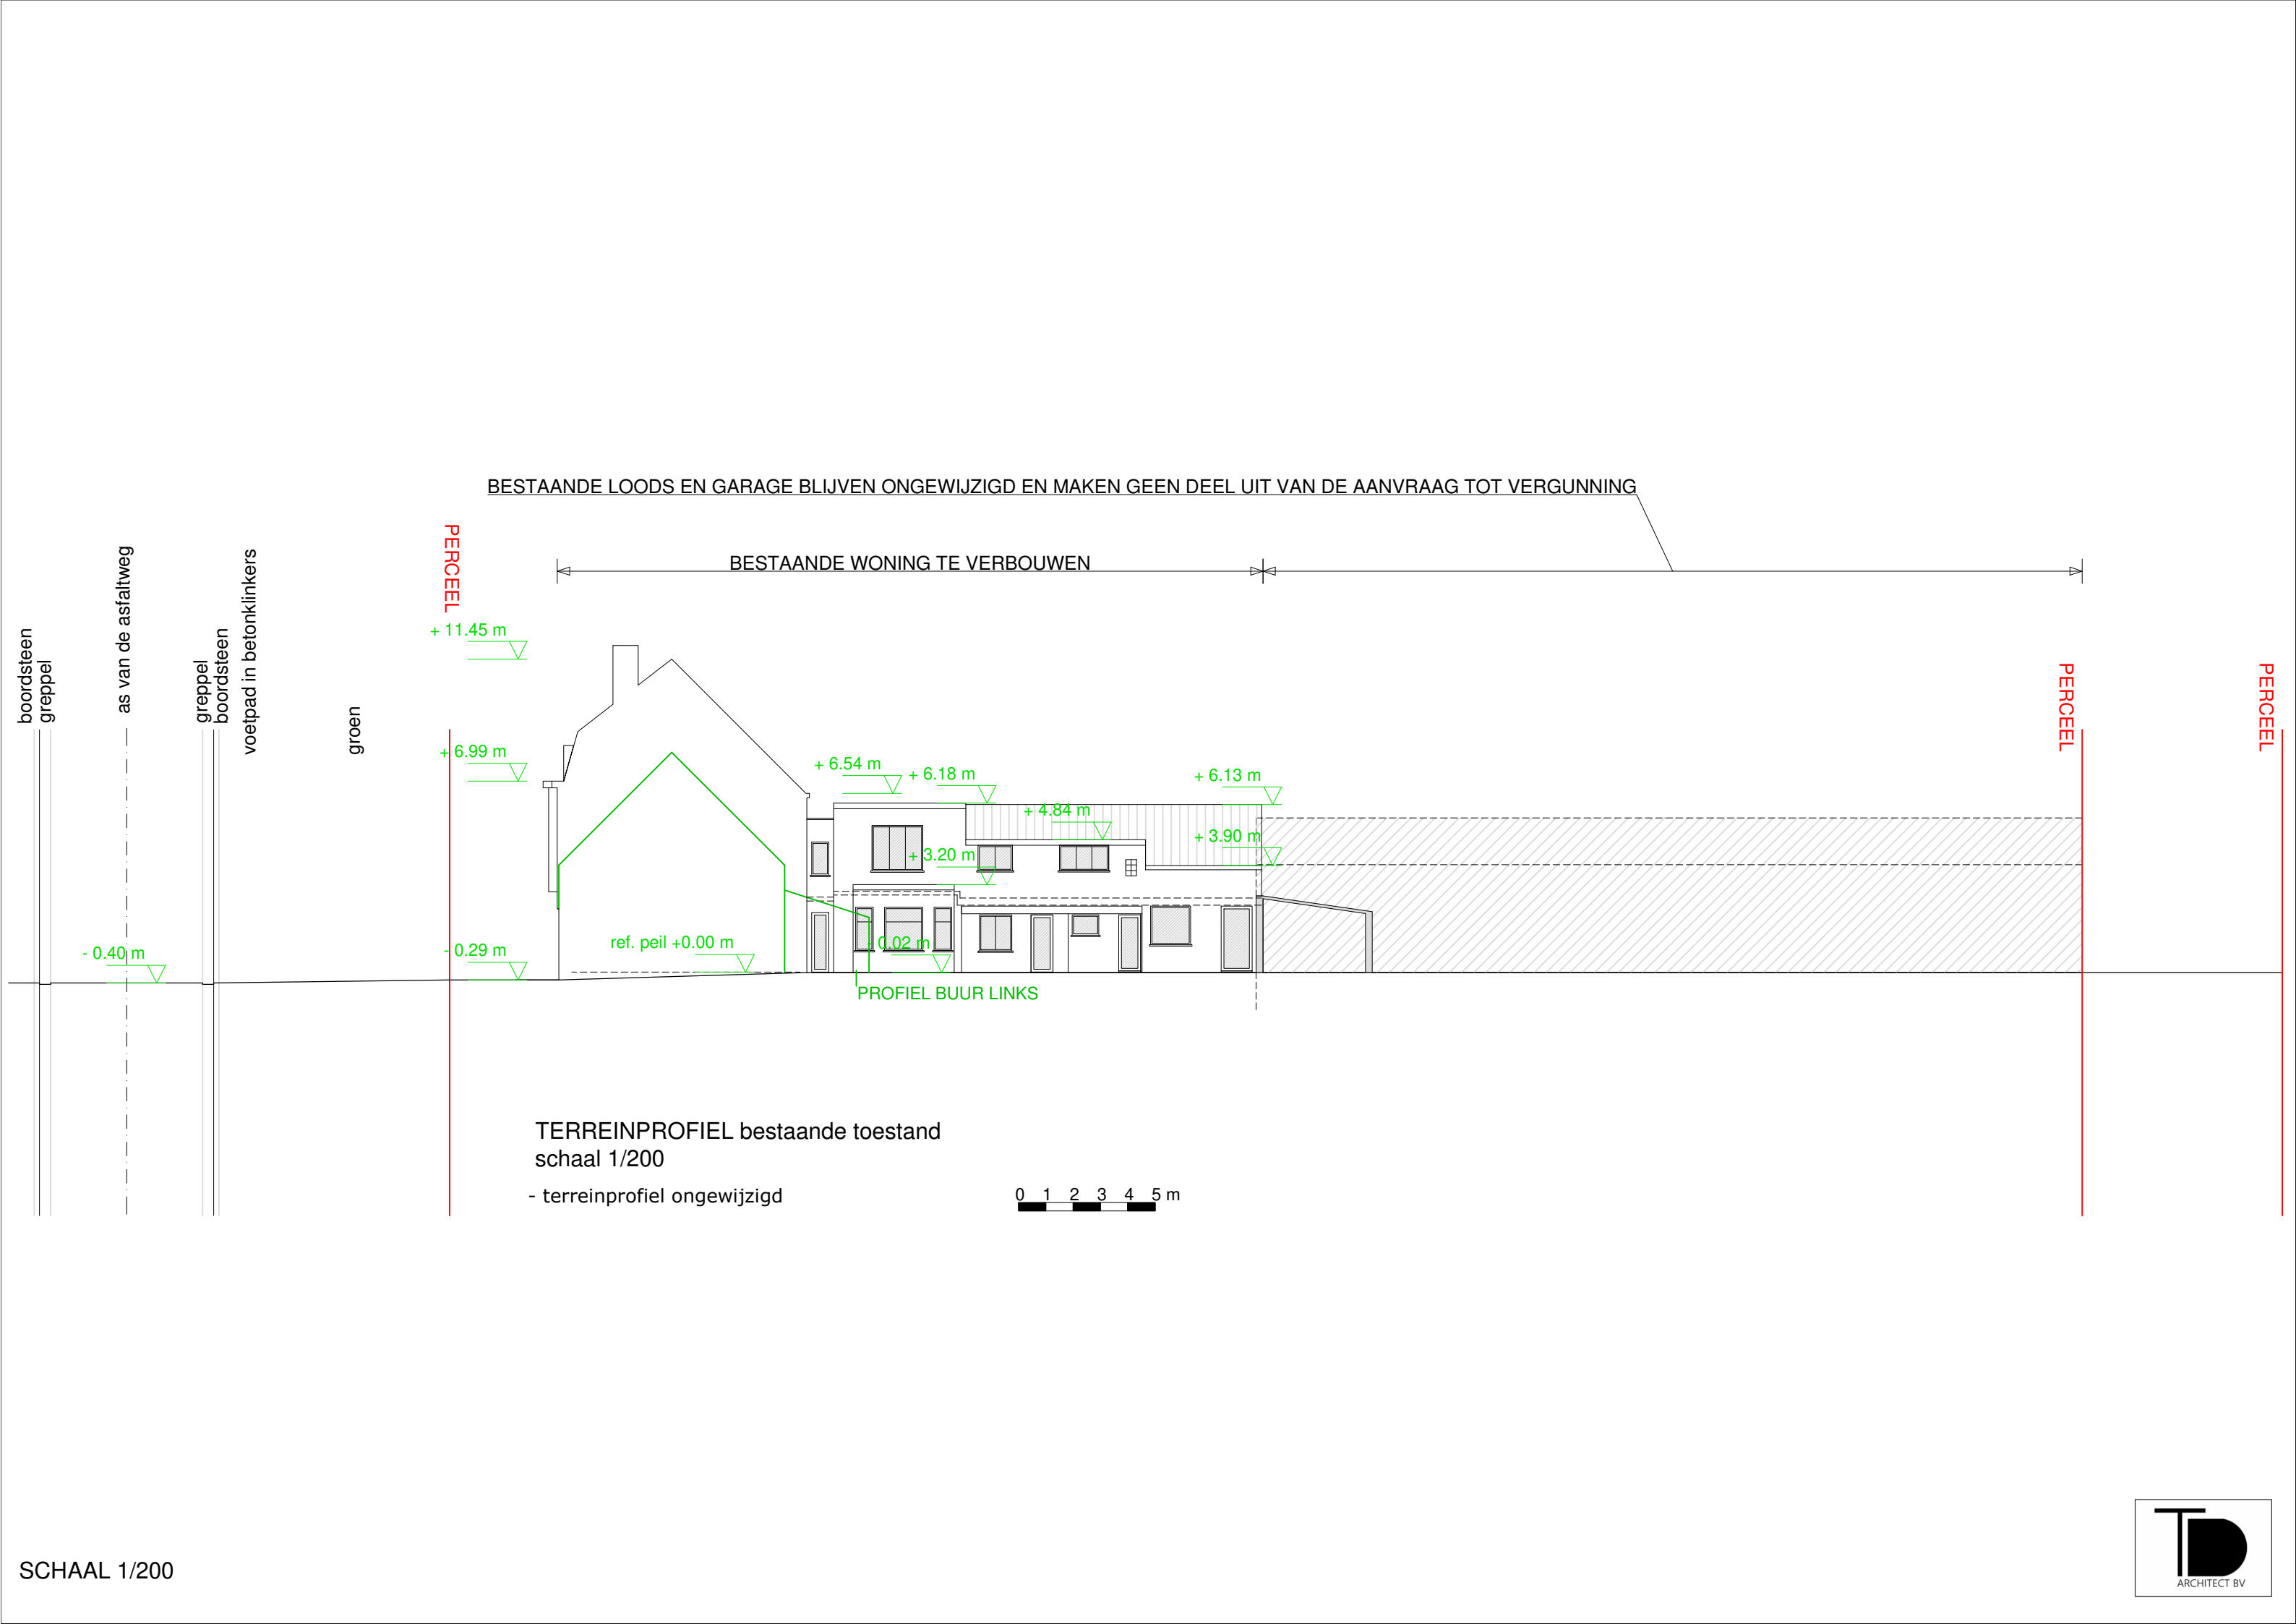 BESTAANDE LOODS EN GARAGE BLIJVEN ONGEWIJZIGD EN MAKEN GEEN DEEL UIT VAN DE AANVRAAG TOT VERGUNNING
BESTAANDE WONING TE VERBOUWEN
boordsteen
greppel
as van de asfaltweg
greppel
boordsteen
voetpad in betonklinkers
groen
PERCEEL
PERCEEL
PERCEEL
+ 11.45 m
+ 6.99 m
+ 6.54 m
+ 6.18 m
+ 6.13 m
+ 4.84 m
+ 3.90 m
+ 3.20 m
- 0.40 m
- 0.29 m
ref. peil +0.00 m
- 0.02 m
PROFIEL BUUR LINKS
TERREINPROFIEL bestaande toestand
schaal 1/200
- terreinprofiel ongewijzigd
0 1 2 3 4 5 m
SCHAAL 1/200
TD
ARCHITECT BV